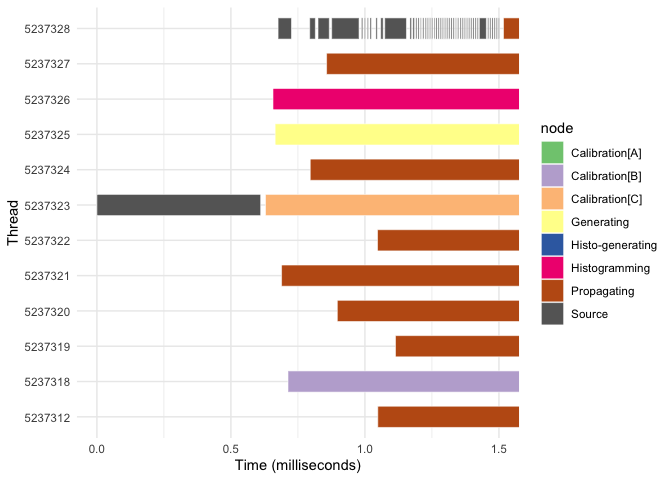 5237328
5237327
5237326
5237325
5237324
5237323
5237322
5237321
5237320
5237319
5237318
5237312
Thread
0.0 0.5 1.0 1.5
Time (milliseconds)
node
Calibration[A]
Calibration[B]
Calibration[C]
Generating
Histo-generating
Histogramming
Propagating
Source